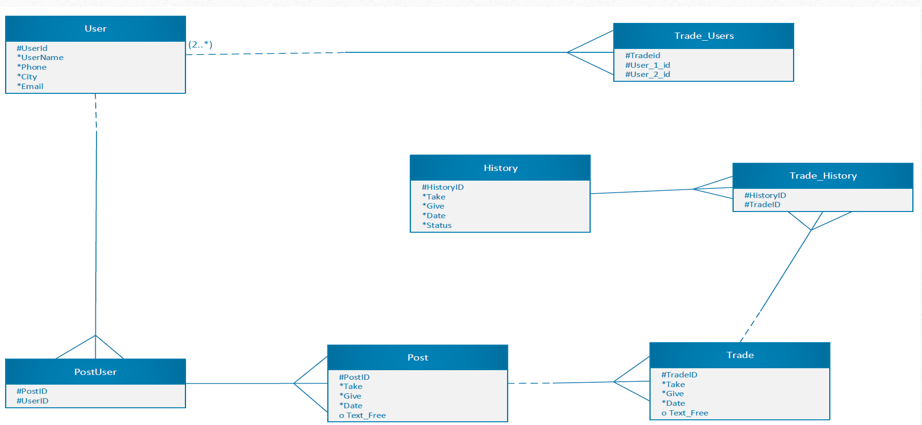 User
#UserId
*UserName
*Phone
*City
*Email
(2..*)
Trade_Users
#Tradeid
#User_1_id
#User_2_id
History
#HistoryID
*Take
*Give
*Date
*Status
Trade_History
#HistoryID
#TradeID
PostUser
#PostID
#UserID
Post
#PostID
*Take
*Give
*Date
o Text_Free
Trade
#TradeID
*Take
*Give
*Date
o Text_Free